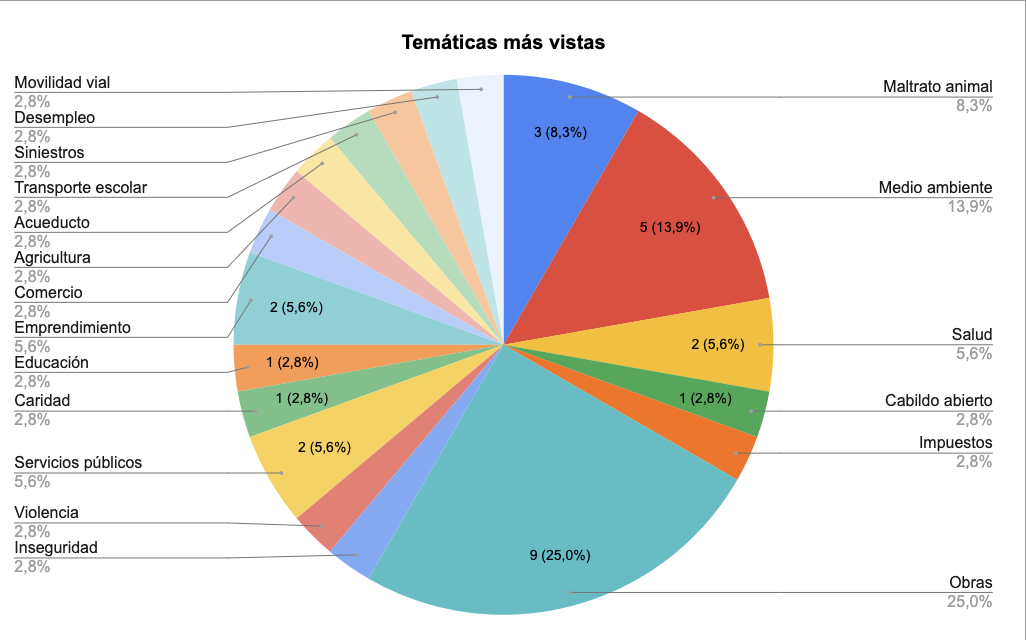 Temáticas más vistas
Movilidad vial
2,8%
Desempleo
2,8%
Siniestros
2,8%
Transporte escolar
2,8%
Acueducto
2,8%
Agricultura
2,8%
Comercio
2,8%
Emprendimiento
5,6%
Educación
2,8%
Caridad
2,8%
Servicios públicos
5,6%
Violencia
2,8%
Inseguridad
2,8%
3 (8,3%)
5 (13,9%)
2 (5,6%)
1 (2,8%)
9 (25,0%)
2 (5,6%)
1 (2,8%)
1 (2,8%)
2 (5,6%)
Maltrato animal
8,3%
Medio ambiente
13,9%
Salud
5,6%
Cabildo abierto
2,8%
Impuestos
2,8%
Obras
25,0%